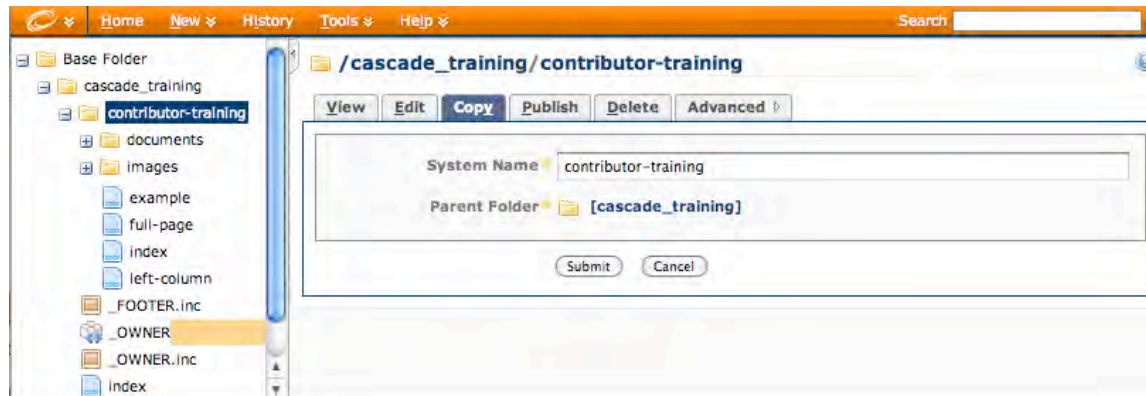 Home New History Tools Help Search
Base Folder
cascade_training
contributor-training
documents
images
example
full-page
index
left-column
_FOOTER.inc
_OWNER
_OWNER.inc
index
/cascade_training/contributor-training
View Edit Copy Publish Delete Advanced
System Name contributor-training
Parent Folder [cascade_training]
Submit Cancel